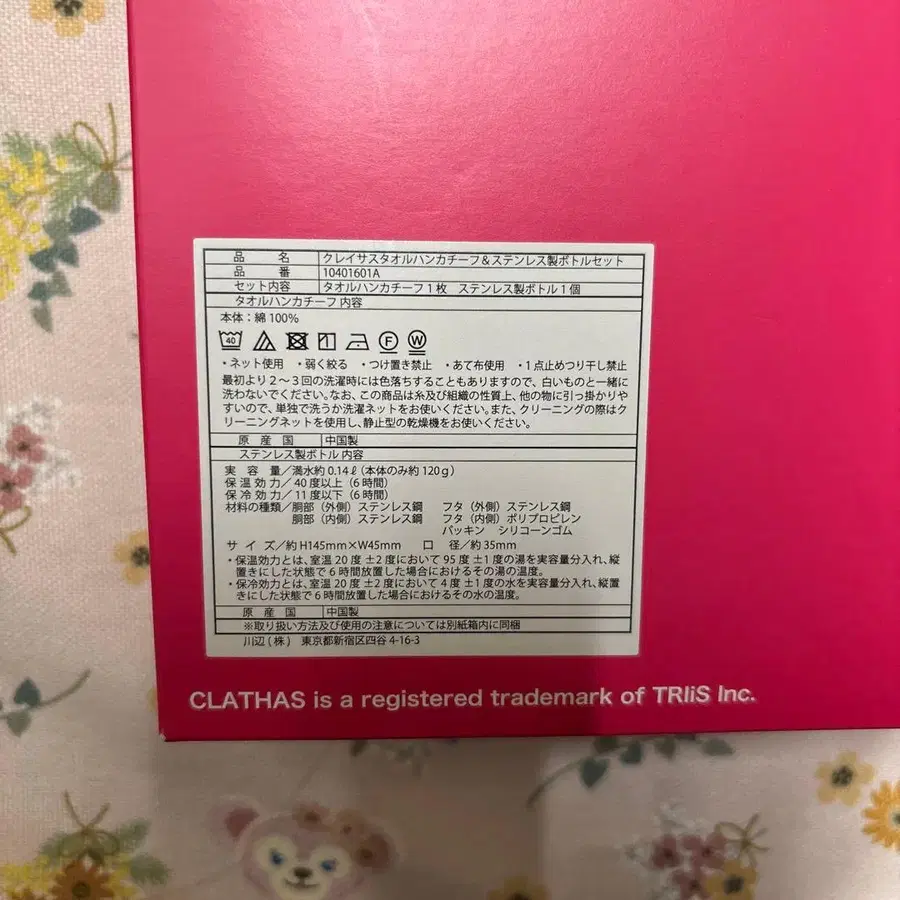 品　名　クレイサスタオルハンカチーフ＆ステンレス製ボトルセット
品　番　10401601A
セット内容　タオルハンカチーフ1枚　ステンレス製ボトル1個
タオルハンカチーフ内容
本体：綿100%
40 F W
・ネット使用　・弱く絞る　・つけ置き禁止　・あて布使用　・1点止めつり干し禁止
最初より2～3回の洗濯時には色落ちすることもありますので、白いものと一緒に
洗わないでください。なお、この商品は糸及び組織の性質上、他の物に引っ掛かりや
すいので、単独で洗うか洗濯ネットをお使いください。また、クリーニングの際はク
リーニングネットを使用し、静止型の乾燥機をお使いください。
原　産　国　中国製
ステンレス製ボトル内容
実　容　量／満水約0.14ℓ（本体のみ約120g）
保温効力／40度以上（6時間）
保冷効力／11度以下（6時間）
材料の種類／胴部（外側）ステンレス鋼　フタ（外側）ステンレス鋼
胴部（内側）ステンレス鋼　フタ（内側）ポリプロピレン
パッキン　シリコーンゴム
サ　イ　ズ／約H145mm×W45mm　口　径／約35mm
・保温効力とは、室温20度±2度において95度±1度の湯を実容量分入れ、縦
置きにした状態で6時間放置した場合におけるその湯の温度。
・保冷効力とは、室温20度±2度において4度±1度の水を実容量分入れ、縦置
きにした状態で6時間放置した場合におけるその水の温度。
原　産　国　中国製
※取り扱い方法及び使用の注意については別紙箱内に同梱
川辺(株)　東京都新宿区四谷4-16-3
CLATHAS is a registered trademark of TRIiS Inc.